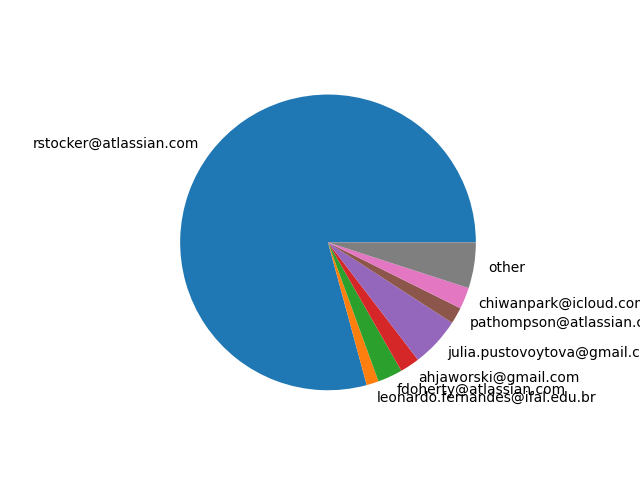 rstocker@atlassian.com
other
chiwanpark@icloud.com
pathompson@atlassian.c
julia.pustovoytova@gmail.c
ahjaworski@gmail.com
fdoherty@atlassian.com
leonardo.fernandes@ifal.edu.br